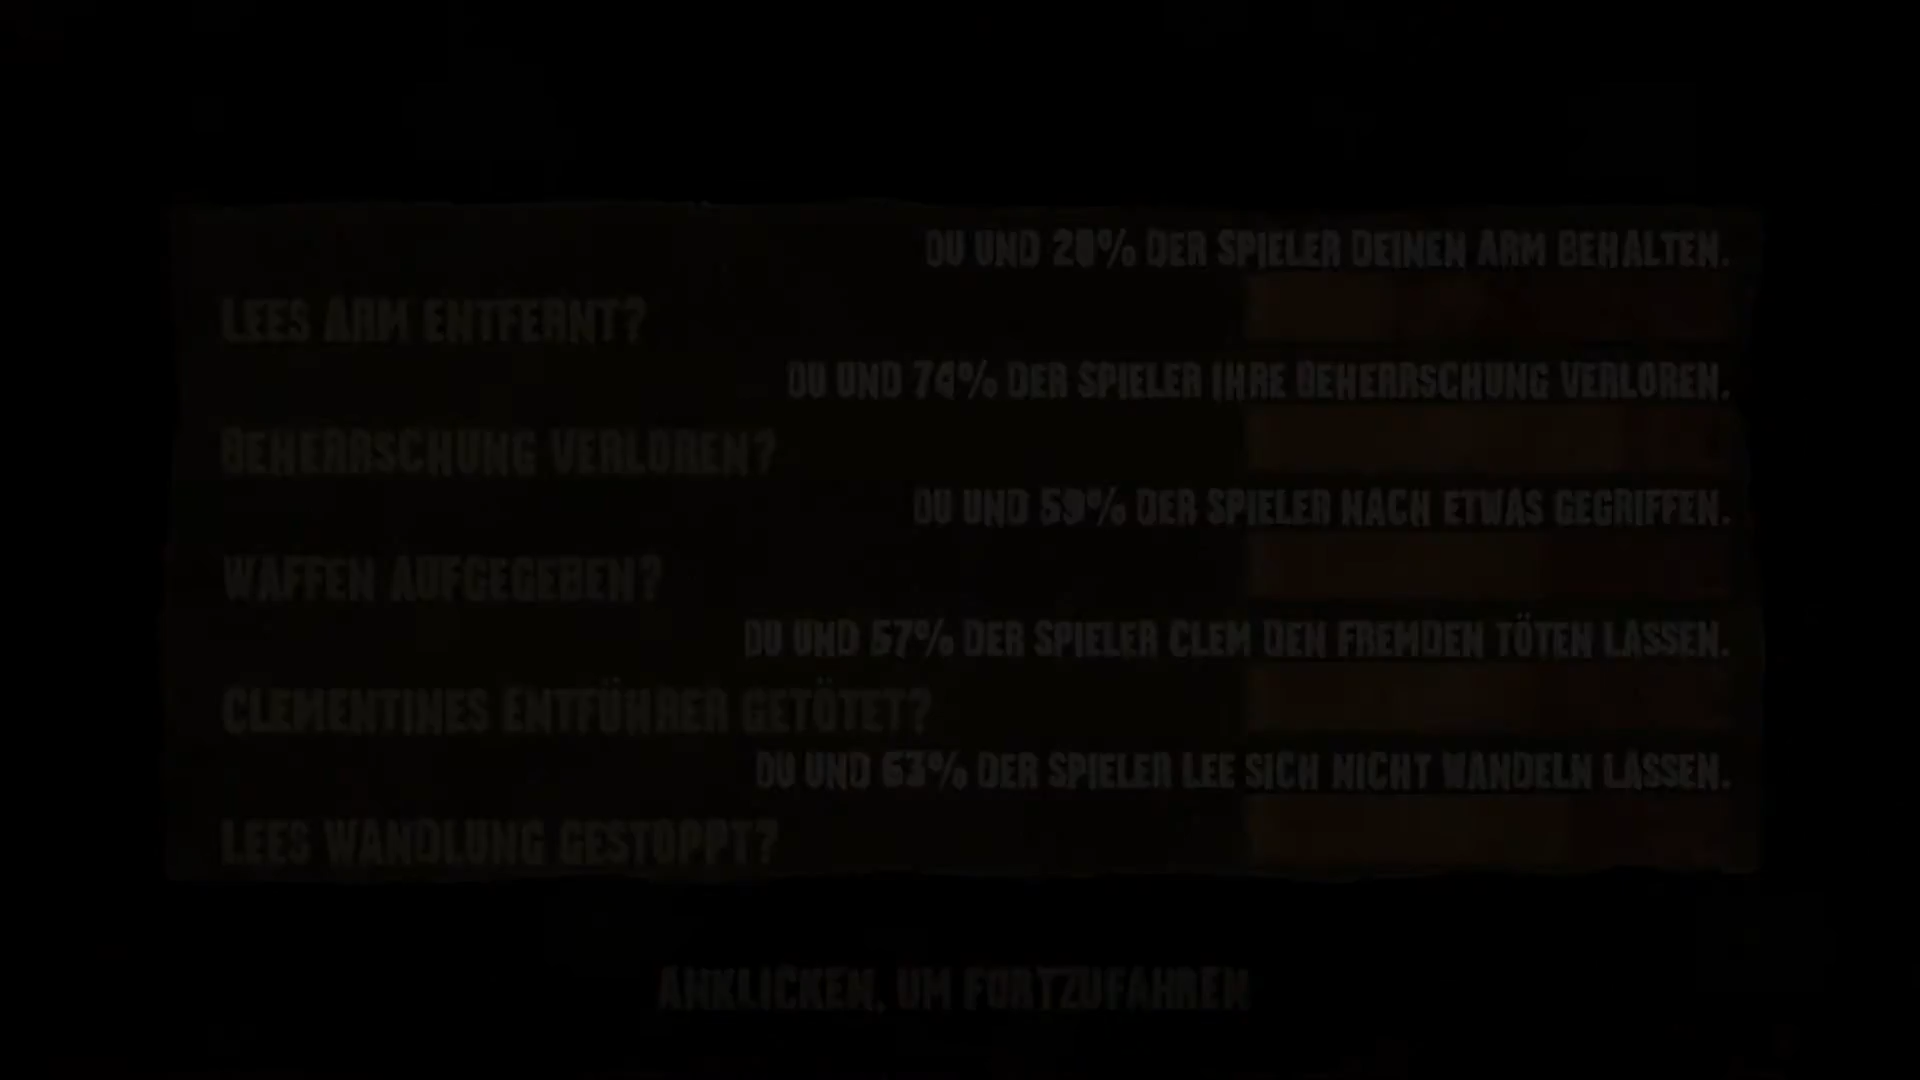 DU UND 28% DER SPIELER DEINEN ARM BEHALTEN.
LEES ARM ENTFERNT?
DU UND 74% DER SPIELER IHRE BEHERRSCHUNG VERLOREN.
BEHERRSCHUNG VERLOREN?
DU UND 59% DER SPIELER NACH ETWAS GEGRIFFEN.
WAFFEN AUFGEGEBEN?
DU UND 57% DER SPIELER CLEM DEN FREMDEN TÖTEN LASSEN.
CLEMENTINES ENTFÜHRER GETÖTET?
DU UND 63% DER SPIELER LEE SICH NICHT WANDELN LASSEN.
LEES WANDLUNG GESTOPPT?
ANKLICKEN, UM FORTZUFAHREN